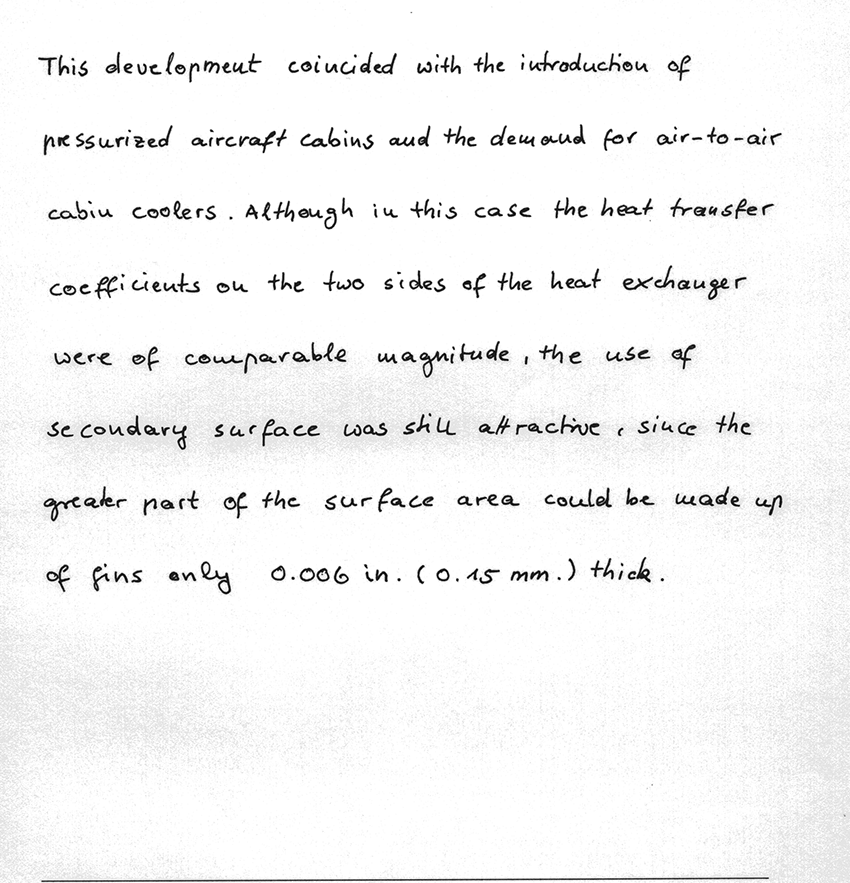 This development coincided with the introduction of
pressurized aircraft cabins and the demand for air-to-air
cabin coolers. Although in this case the heat transfer
coefficients on the two sides of the heat exchanger
were of comparable magnitude, the use of
secondary surface was still attractive, since the
greater part of the surface area could be made up
of fins only 0.006 in. (0.15 mm.) thick.